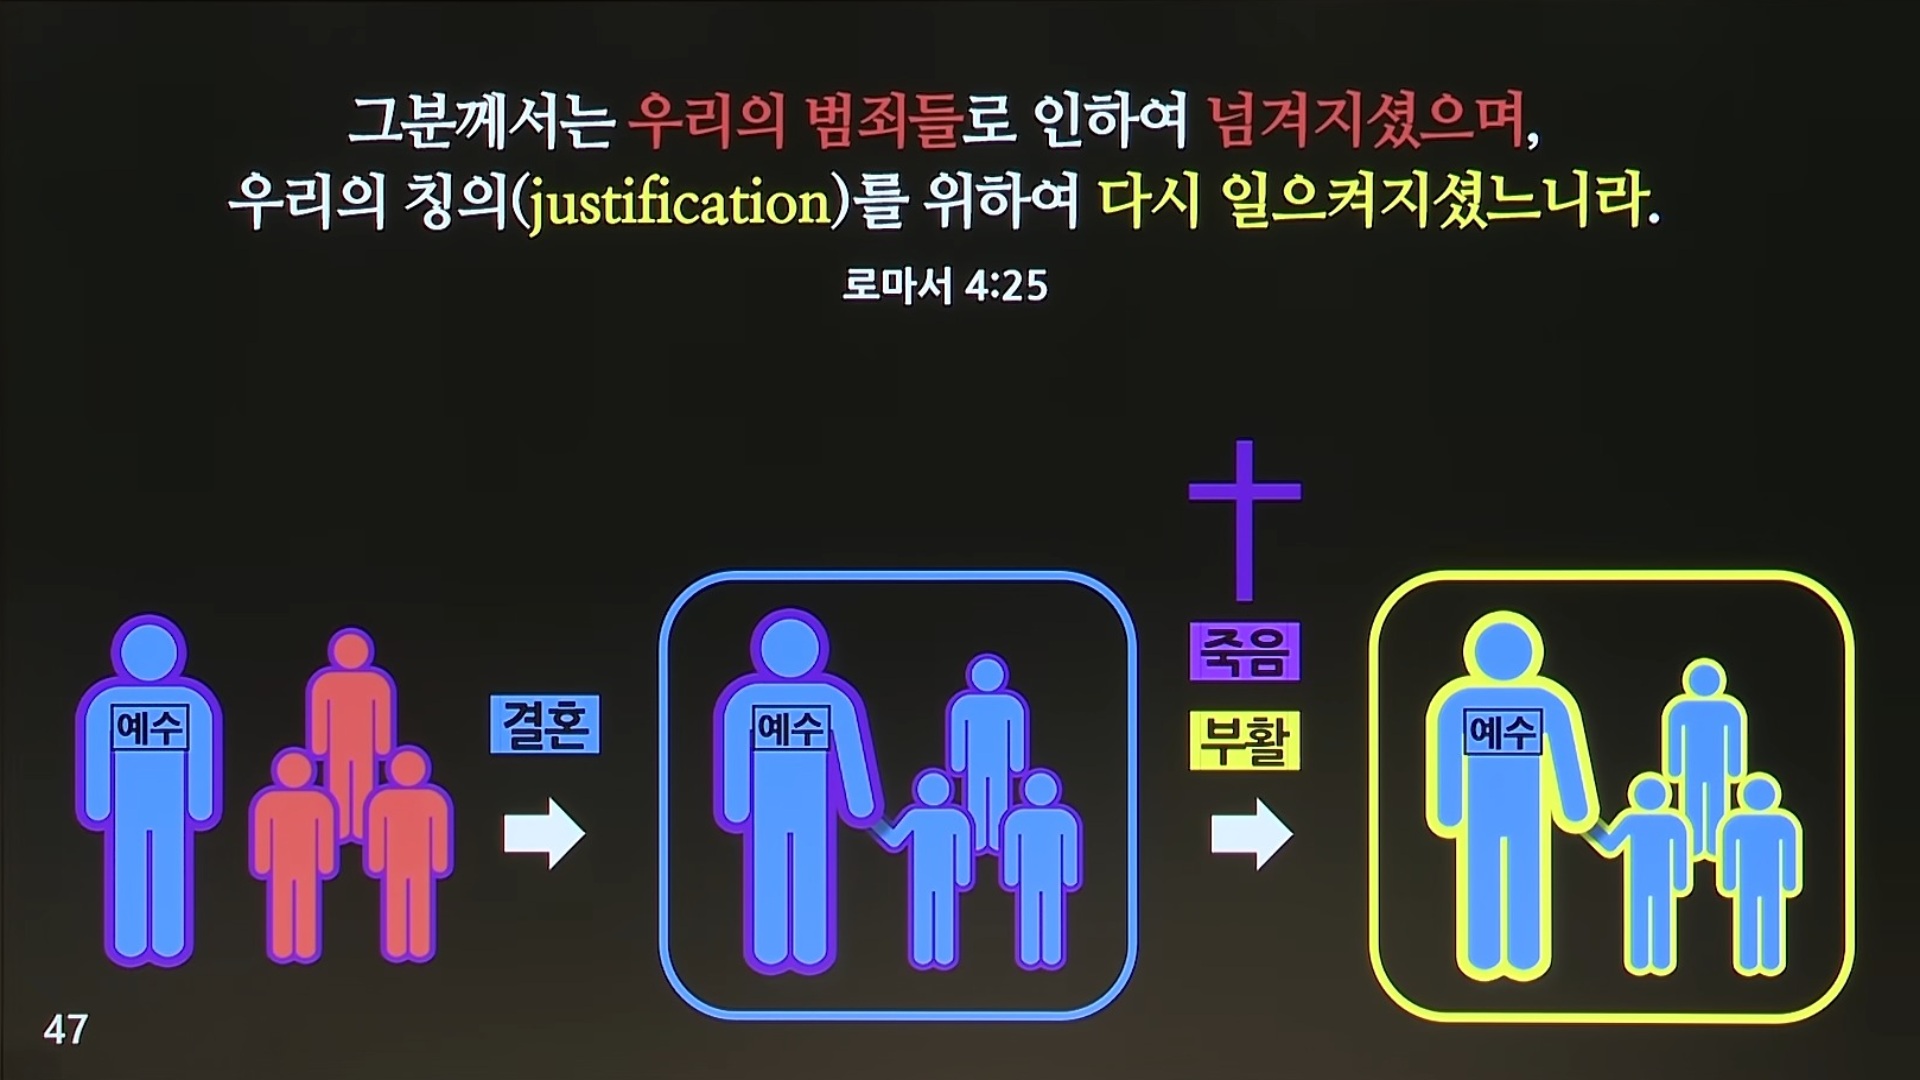 그분께서는 우리의 범죄들로 인하여 넘겨지셨으며,
우리의 칭의(justification)를 위하여 다시 일으켜지셨느니라.
로마서 4:25
죽음
결혼
부활
예수
예수
예수
47